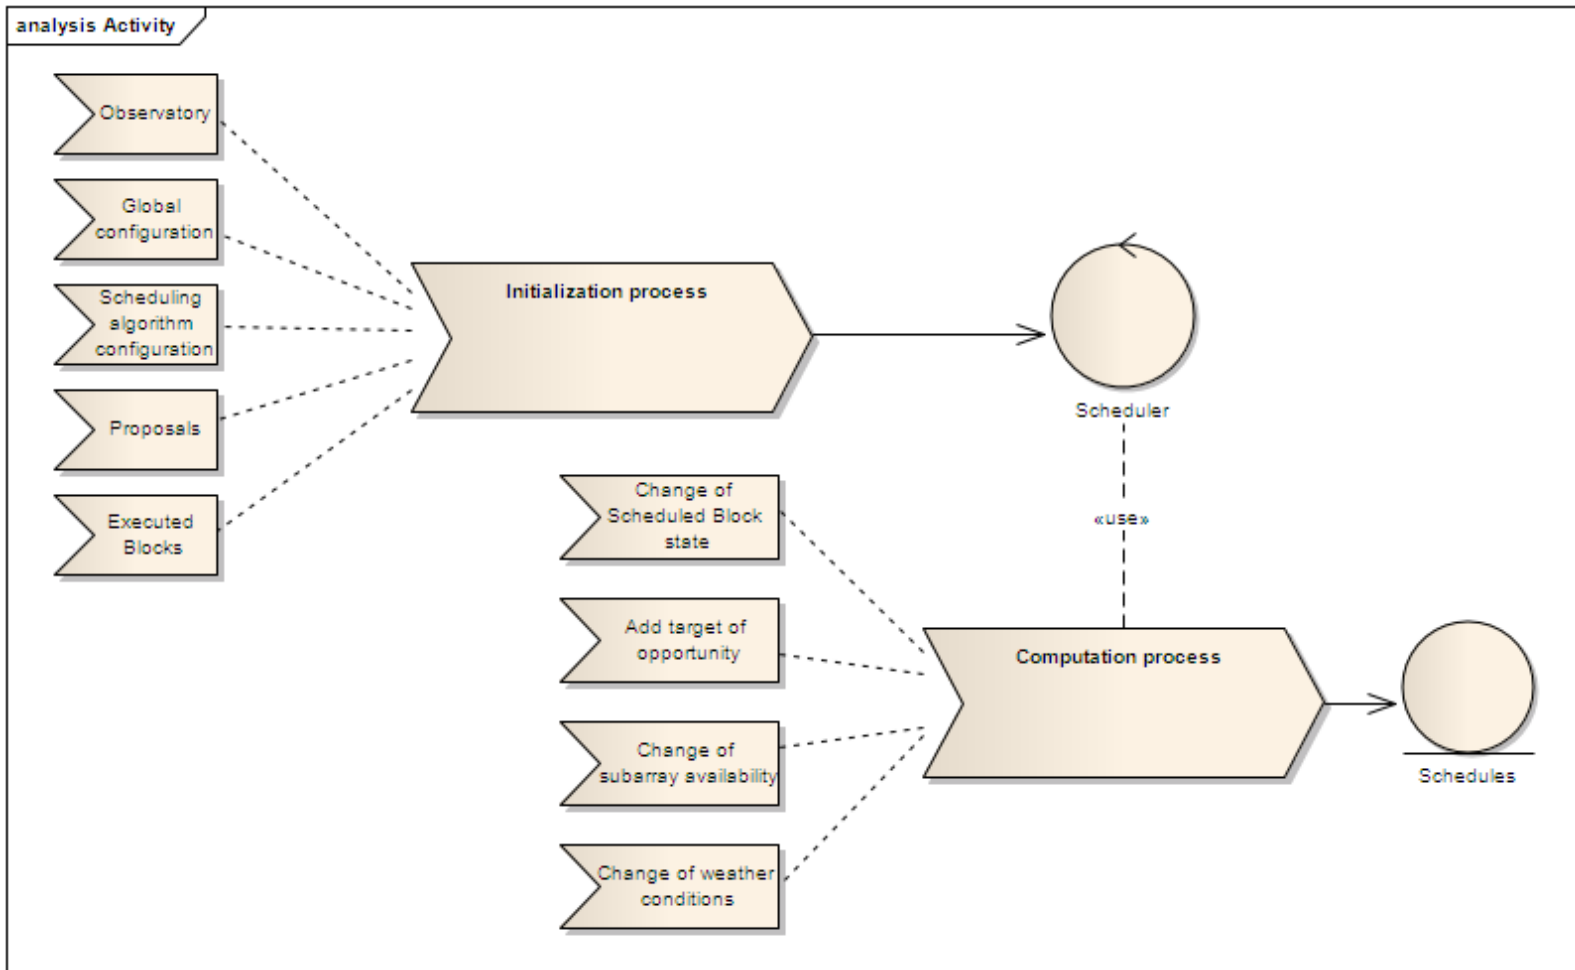 analysis Activity
Observatory
Global
configuration
Scheduling
algorithm
configuration
Proposals
Executed
Blocks
Initialization process
Scheduler
«use»
Change of
Scheduled Block
state
Add target of
opportunity
Change of
subarray availability
Change of weather
conditions
Computation process
Schedules